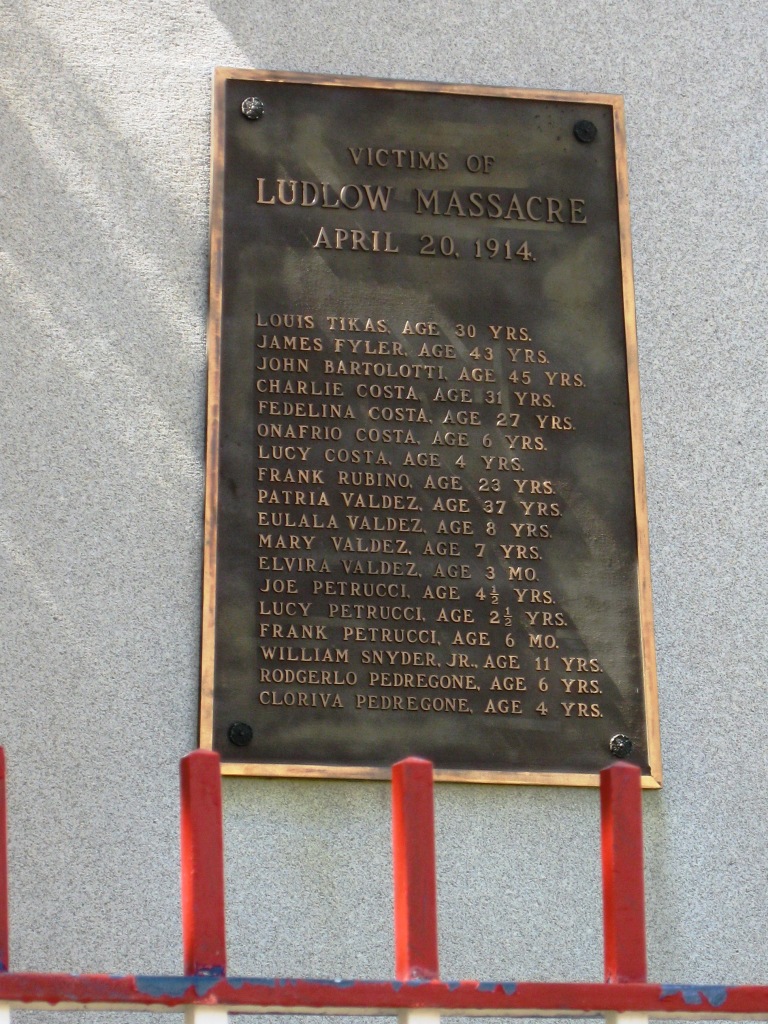 VICTIMS OF
LUDLOW MASSACRE
APRIL 20, 1914.
LOUIS TIKAS, AGE 30 YRS.
JAMES FYLER, AGE 43 YRS.
JOHN BARTOLOTTI, AGE 45 YRS.
CHARLIE COSTA, AGE 31 YRS.
FEDELINA COSTA, AGE 27 YRS.
ONAFRIO COSTA, AGE 6 YRS.
LUCY COSTA, AGE 4 YRS.
FRANK RUBINO, AGE 23 YRS.
PATRIA VALDEZ, AGE 37 YRS.
EULALA VALDEZ, AGE 8 YRS.
MARY VALDEZ, AGE 7 YRS.
ELVIRA VALDEZ, AGE 3 MO.
JOE PETRUCCI, AGE 4½ YRS.
LUCY PETRUCCI, AGE 2½ YRS.
FRANK PETRUCCI, AGE 6 MO.
WILLIAM SNYDER, JR., AGE 11 YRS.
RODGERLO PEDREGONE, AGE 6 YRS.
CLORIVA PEDREGONE, AGE 4 YRS.